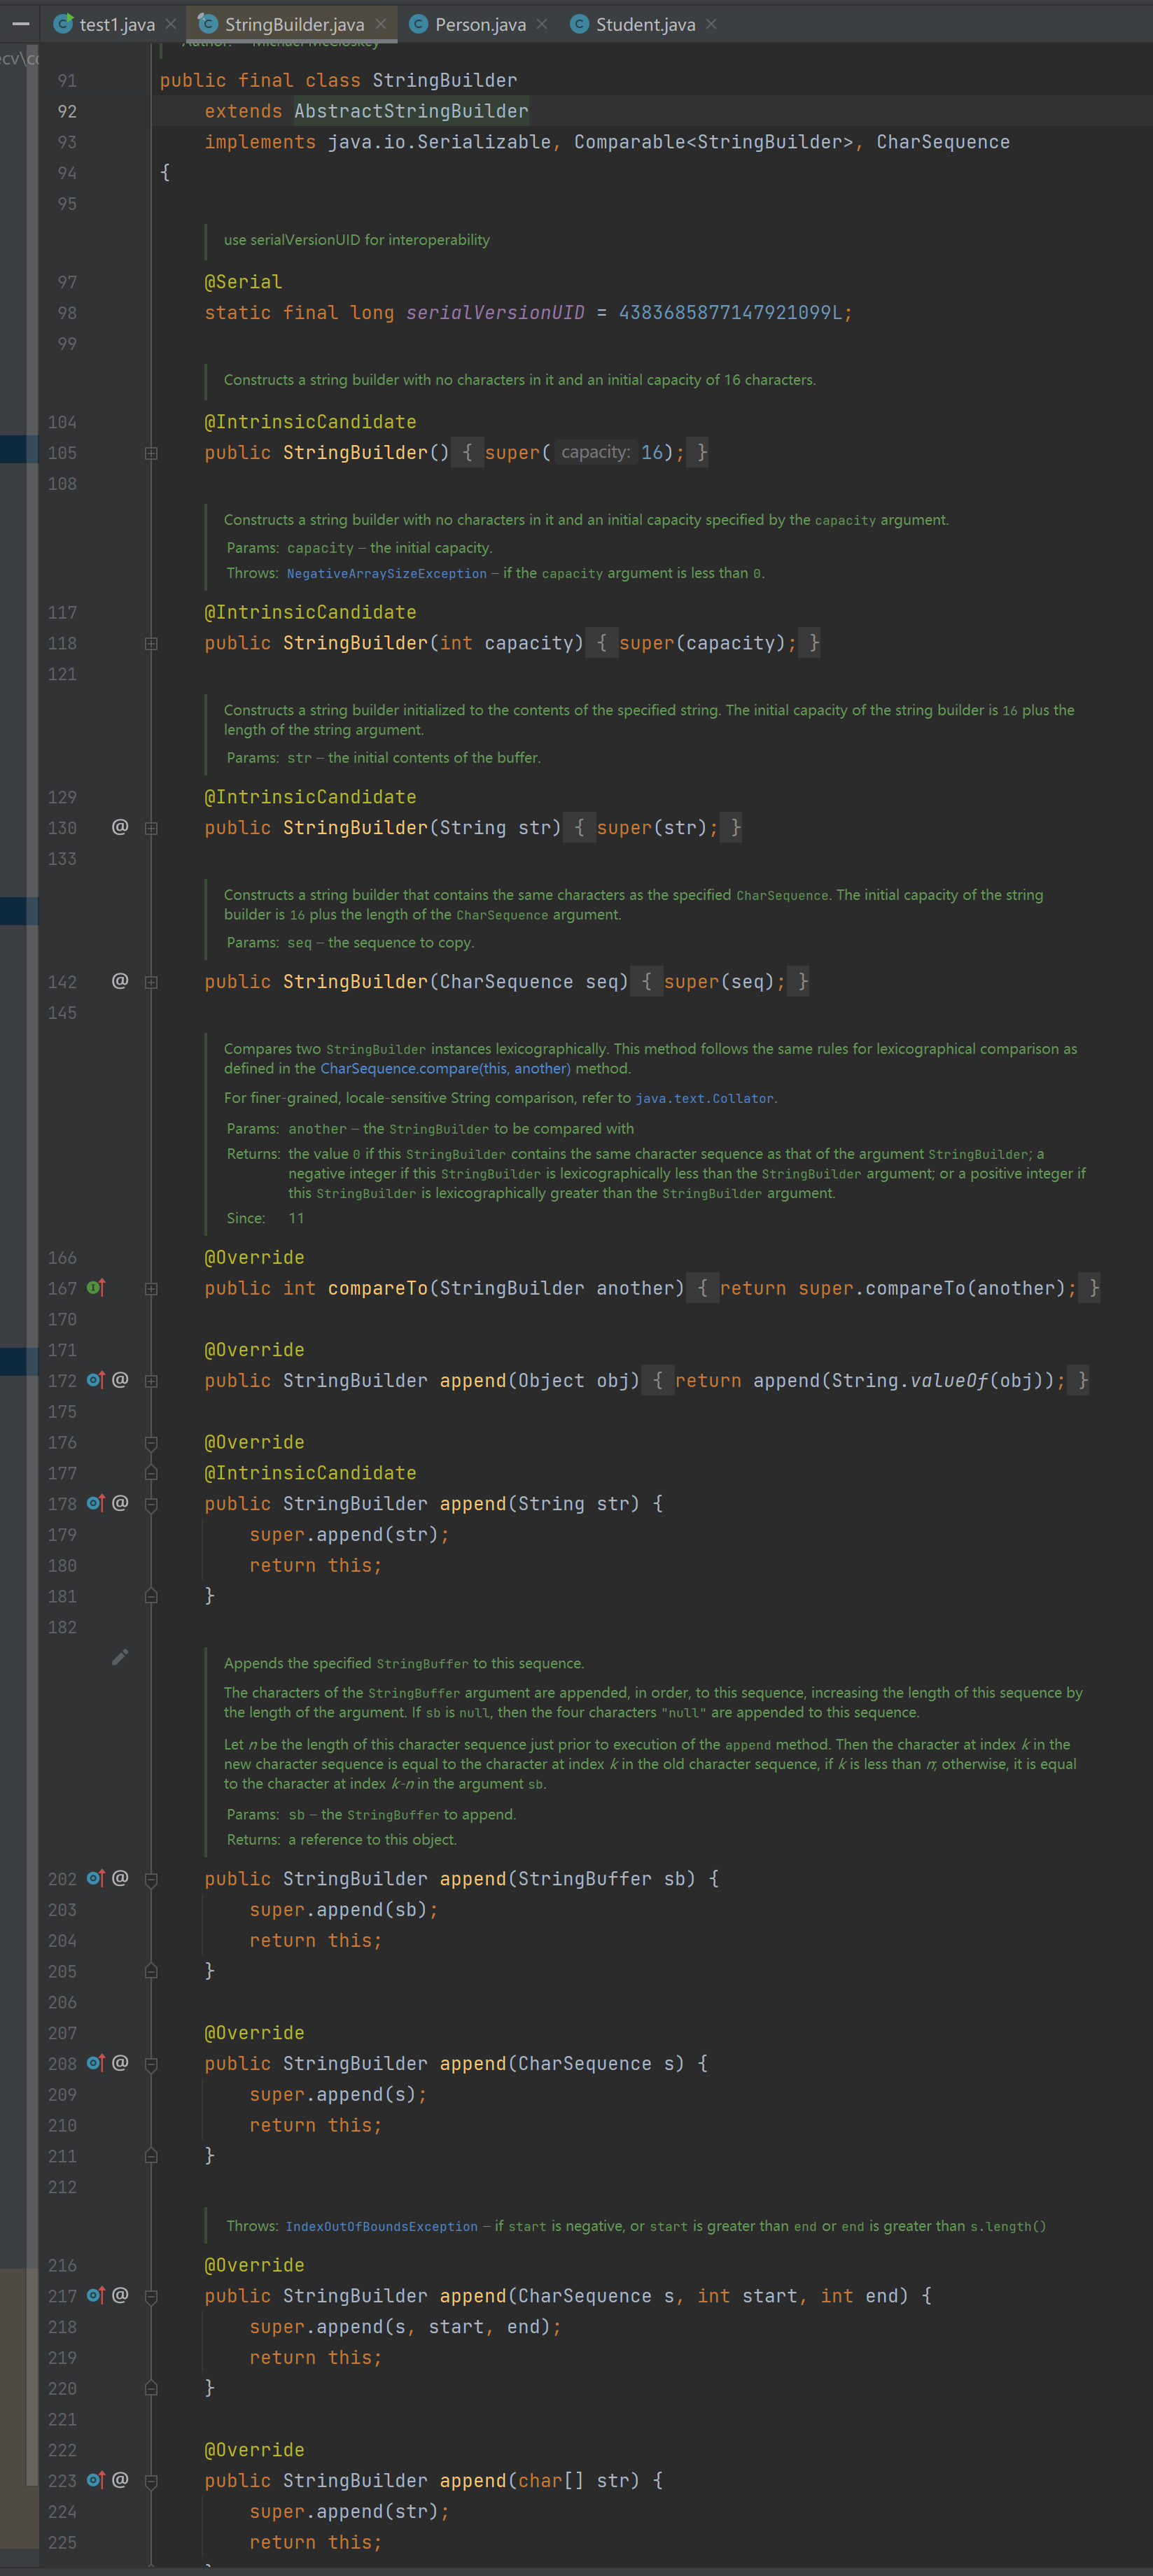 test1.java StringBuilder.java Person.java Student.java
ecv\co
Author: Michael McCloskey
91 public final class StringBuilder
92 extends AbstractStringBuilder
93 implements java.io.Serializable, Comparable<StringBuilder>, CharSequence
94 {
95
use serialVersionUID for interoperability
97 @Serial
98 static final long serialVersionUID = 4383685877147921099L;
99
Constructs a string builder with no characters in it and an initial capacity of 16 characters.
104 @IntrinsicCandidate
105 public StringBuilder() { super( capacity: 16); }
108
Constructs a string builder with no characters in it and an initial capacity specified by the capacity argument.
Params: capacity – the initial capacity.
Throws: NegativeArraySizeException – if the capacity argument is less than 0.
117 @IntrinsicCandidate
118 public StringBuilder(int capacity) { super(capacity); }
121
Constructs a string builder initialized to the contents of the specified string. The initial capacity of the string builder is 16 plus the
length of the string argument.
Params: str – the initial contents of the buffer.
129 @IntrinsicCandidate
130 @ public StringBuilder(String str) { super(str); }
133
Constructs a string builder that contains the same characters as the specified CharSequence. The initial capacity of the string
builder is 16 plus the length of the CharSequence argument.
Params: seq – the sequence to copy.
142 @ public StringBuilder(CharSequence seq) { super(seq); }
145
Compares two StringBuilder instances lexicographically. This method follows the same rules for lexicographical comparison as
defined in the CharSequence.compare(this, another) method.
For finer-grained, locale-sensitive String comparison, refer to java.text.Collator.
Params: another – the StringBuilder to be compared with
Returns: the value 0 if this StringBuilder contains the same character sequence as that of the argument StringBuilder; a
negative integer if this StringBuilder is lexicographically less than the StringBuilder argument; or a positive integer if
this StringBuilder is lexicographically greater than the StringBuilder argument.
Since: 11
166 @Override
167 public int compareTo(StringBuilder another) { return super.compareTo(another); }
170
171 @Override
172 @ public StringBuilder append(Object obj) { return append(String.valueOf(obj)); }
175
176 @Override
177 @IntrinsicCandidate
178 @ public StringBuilder append(String str) {
179 super.append(str);
180 return this;
181 }
182
Appends the specified StringBuffer to this sequence.
The characters of the StringBuffer argument are appended, in order, to this sequence, increasing the length of this sequence by
the length of the argument. If sb is null, then the four characters "null" are appended to this sequence.
Let n be the length of this character sequence just prior to execution of the append method. Then the character at index k in the
new character sequence is equal to the character at index k in the old character sequence, if k is less than n; otherwise, it is equal
to the character at index k-n in the argument sb.
Params: sb – the StringBuffer to append.
Returns: a reference to this object.
202 @ public StringBuilder append(StringBuffer sb) {
203 super.append(sb);
204 return this;
205 }
206
207 @Override
208 @ public StringBuilder append(CharSequence s) {
209 super.append(s);
210 return this;
211 }
212
Throws: IndexOutOfBoundsException – if start is negative, or start is greater than end or end is greater than s.length()
216 @Override
217 @ public StringBuilder append(CharSequence s, int start, int end) {
218 super.append(s, start, end);
219 return this;
220 }
221
222 @Override
223 @ public StringBuilder append(char[] str) {
224 super.append(str);
225 return this;